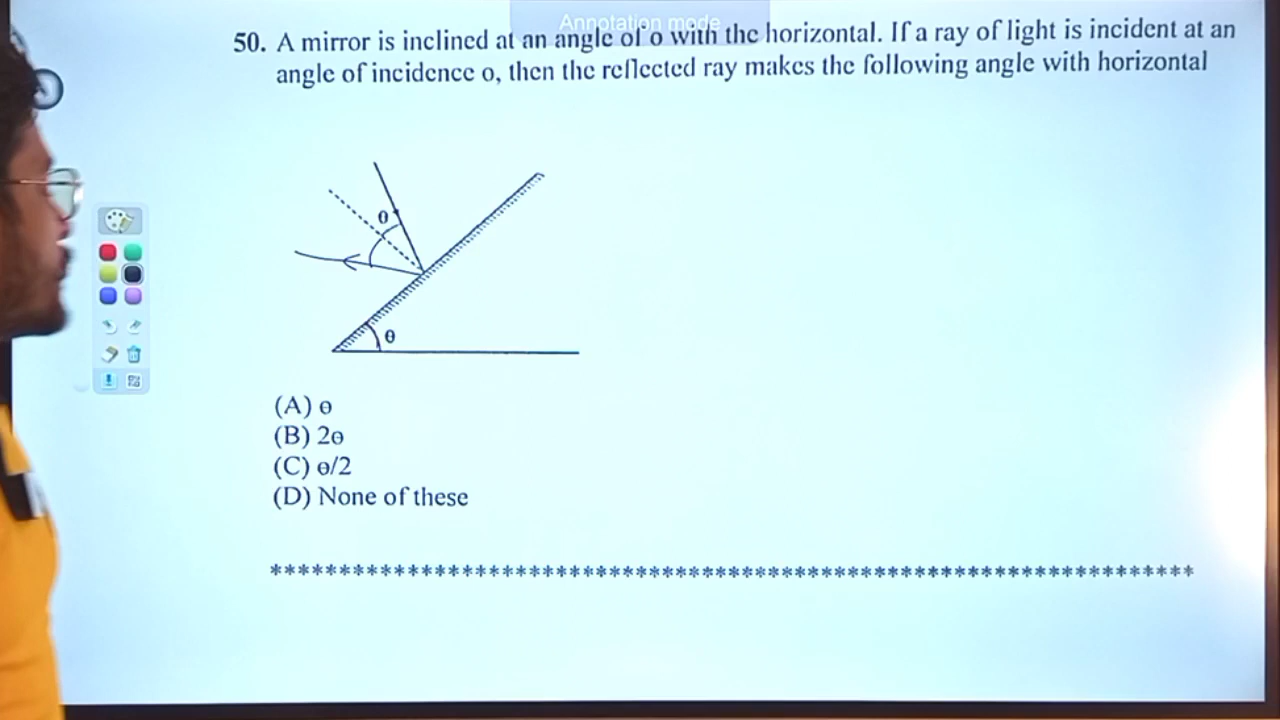 Annotation mode
50. A mirror is inclined at an angle of ɵ with the horizontal. If a ray of light is incident at an
angle of incidence ɵ, then the reflected ray makes the following angle with horizontal
θ
θ
(A) ɵ
(B) 2ɵ
(C) ɵ/2
(D) None of these
*********************************************************************